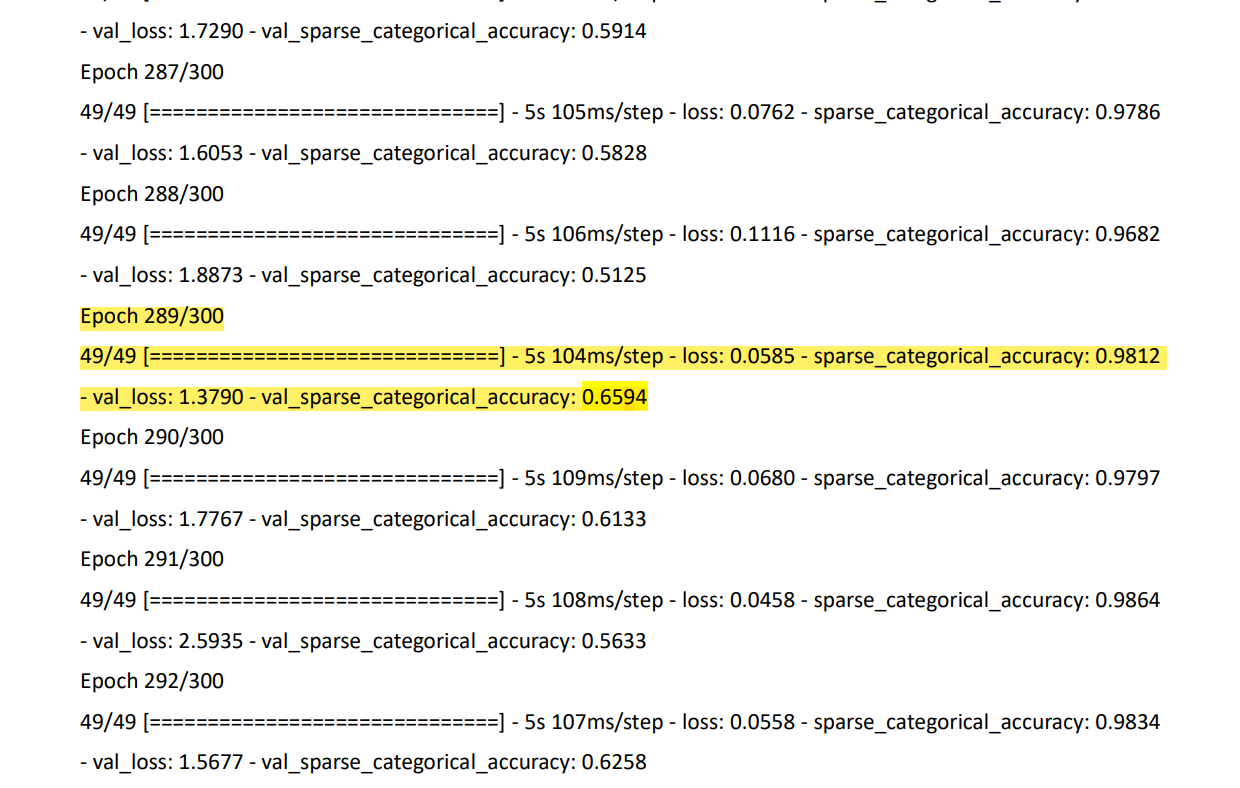 - val_loss: 1.7290 - val_sparse_categorical_accuracy: 0.5914
Epoch 287/300
49/49 [==============================] - 5s 105ms/step - loss: 0.0762 - sparse_categorical_accuracy: 0.9786
- val_loss: 1.6053 - val_sparse_categorical_accuracy: 0.5828
Epoch 288/300
49/49 [==============================] - 5s 106ms/step - loss: 0.1116 - sparse_categorical_accuracy: 0.9682
- val_loss: 1.8873 - val_sparse_categorical_accuracy: 0.5125
Epoch 289/300
49/49 [==============================] - 5s 104ms/step - loss: 0.0585 - sparse_categorical_accuracy: 0.9812
- val_loss: 1.3790 - val_sparse_categorical_accuracy: 0.6594
Epoch 290/300
49/49 [==============================] - 5s 109ms/step - loss: 0.0680 - sparse_categorical_accuracy: 0.9797
- val_loss: 1.7767 - val_sparse_categorical_accuracy: 0.6133
Epoch 291/300
49/49 [==============================] - 5s 108ms/step - loss: 0.0458 - sparse_categorical_accuracy: 0.9864
- val_loss: 2.5935 - val_sparse_categorical_accuracy: 0.5633
Epoch 292/300
49/49 [==============================] - 5s 107ms/step - loss: 0.0558 - sparse_categorical_accuracy: 0.9834
- val_loss: 1.5677 - val_sparse_categorical_accuracy: 0.6258